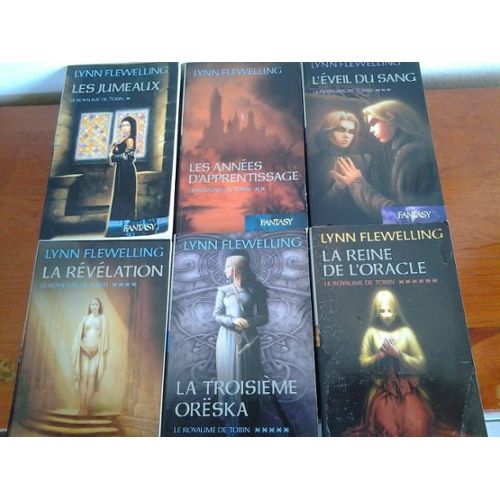 LYNN FLEWELLING
LES JUMEAUX
LE ROYAUME DE TOBIN *
FANTASY
LYNN FLEWELLING
LES ANNÉES
D'APPRENTISSAGE
LE ROYAUME DE TOBIN **
FANTASY
LYNN FLEWELLING
L'ÉVEIL DU SANG
LE ROYAUME DE TOBIN ***
FANTASY
LYNN FLEWELLING
LA RÉVÉLATION
LE ROYAUME DE TOBIN ****
LYNN FLEWELLING
LA TROISIÈME
ORËSKA
LE ROYAUME DE TOBIN *****
LYNN FLEWELLING
LA REINE
DE L'ORACLE
LE ROYAUME DE TOBIN ******